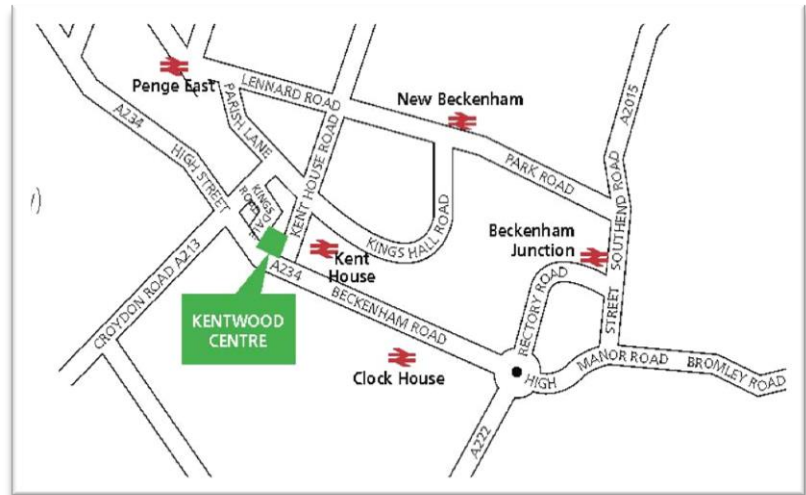 Penge East
LENNARD ROAD
PARISH LANE
New Beckenham
A2015
A234
HIGH STREET
KENT HOUSE ROAD
PARK ROAD
KINGS
ROAD
KINGS HALL ROAD
SOUTHEND ROAD
Beckenham
Junction
Kent
House
A234
CROYDON ROAD A213
KENTWOOD
CENTRE
BECKENHAM ROAD
RECTORY ROAD
STREET
Clock House
HIGH
MANOR ROAD
BROMLEY ROAD
A222